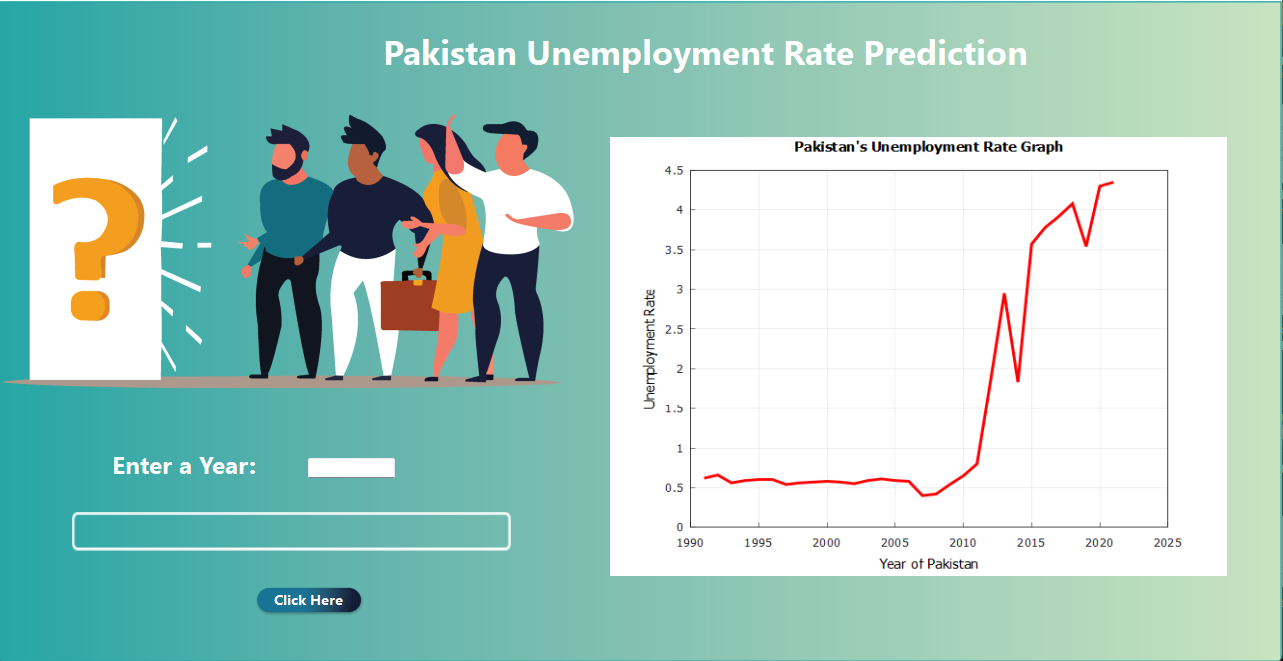 Pakistan Unemployment Rate Prediction
?
Enter a Year:
Click Here
Pakistan's Unemployment Rate Graph
Unemployment Rate
4.5
4
3.5
3
2.5
2
1.5
1
0.5
0
1990 1995 2000 2005 2010 2015 2020 2025
Year of Pakistan